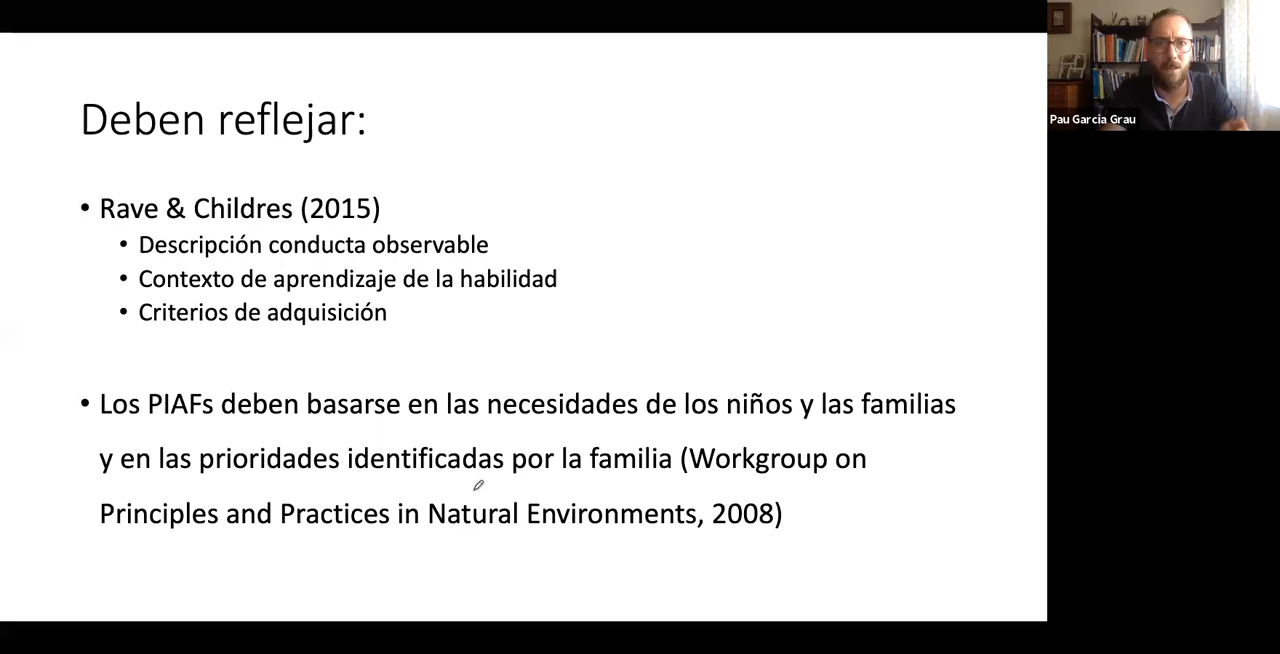 Deben reflejar:
• Rave & Childres (2015)
• Descripción conducta observable
• Contexto de aprendizaje de la habilidad
• Criterios de adquisición
• Los PIAFs deben basarse en las necesidades de los niños y las familias
y en las prioridades identificadas por la familia (Workgroup on
Principles and Practices in Natural Environments, 2008)
Pau García Grau